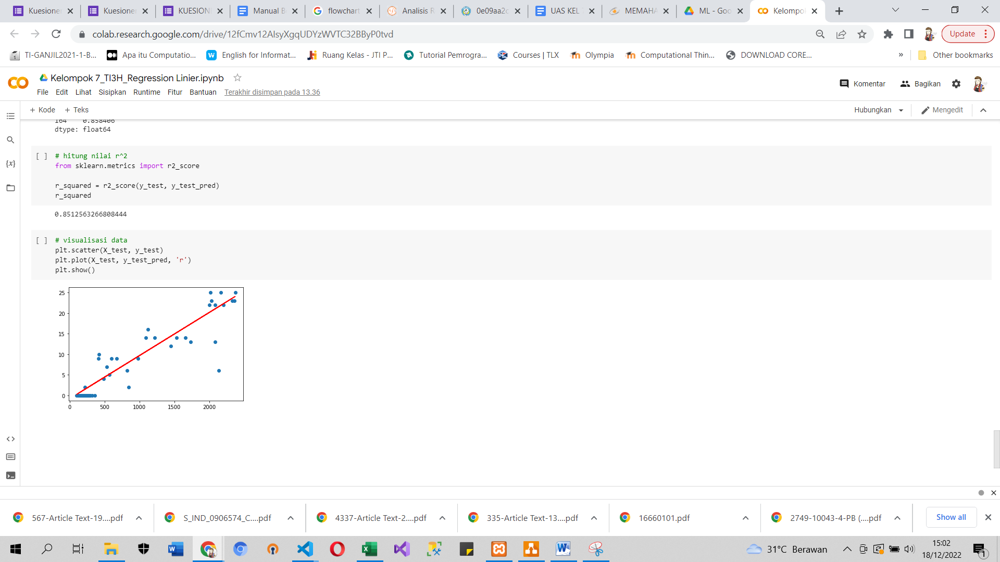 Kuesioner
Kuesioner
KUESION
Manual B
flowchart
Analisis R
0e09aa2c
UAS KEL 7
MEMAHA
ML - Goo
Kelompo
colab.research.google.com/drive/12fCmv12AIsyXgqUDYzWVTC32BByP0tvd
Update
TI-GANJIL2021-1-B...
Apa itu Computatio...
English for Informat...
Ruang Kelas - JTI P...
Tutorial Pemrogra...
Courses | TLX
Olympia
Computational Thin...
DOWNLOAD CORE...
»
Other bookmarks
Kelompok 7_TI3H_Regression Linier.ipynb
File Edit Lihat Sisipkan Runtime Fitur Bantuan Terakhir disimpan pada 13.36
Komentar
Bagikan
+ Kode + Teks
Hubungkan
Mengedit
164 0.858406
dtype: float64
[ ] # hitung nilai r^2
from sklearn.metrics import r2_score
r_squared = r2_score(y_test, y_test_pred)
r_squared
0.8512563266808444
[ ] # visualisasi data
plt.scatter(X_test, y_test)
plt.plot(X_test, y_test_pred, 'r')
plt.show()
25
20
15
10
5
0
0 500 1000 1500 2000
{x}
567-Article Text-19....pdf
S_IND_0906574_C....pdf
4337-Article Text-2....pdf
335-Article Text-13....pdf
16660101.pdf
2749-10043-4-PB (....pdf
Show all
31°C Berawan
15:02
18/12/2022
1